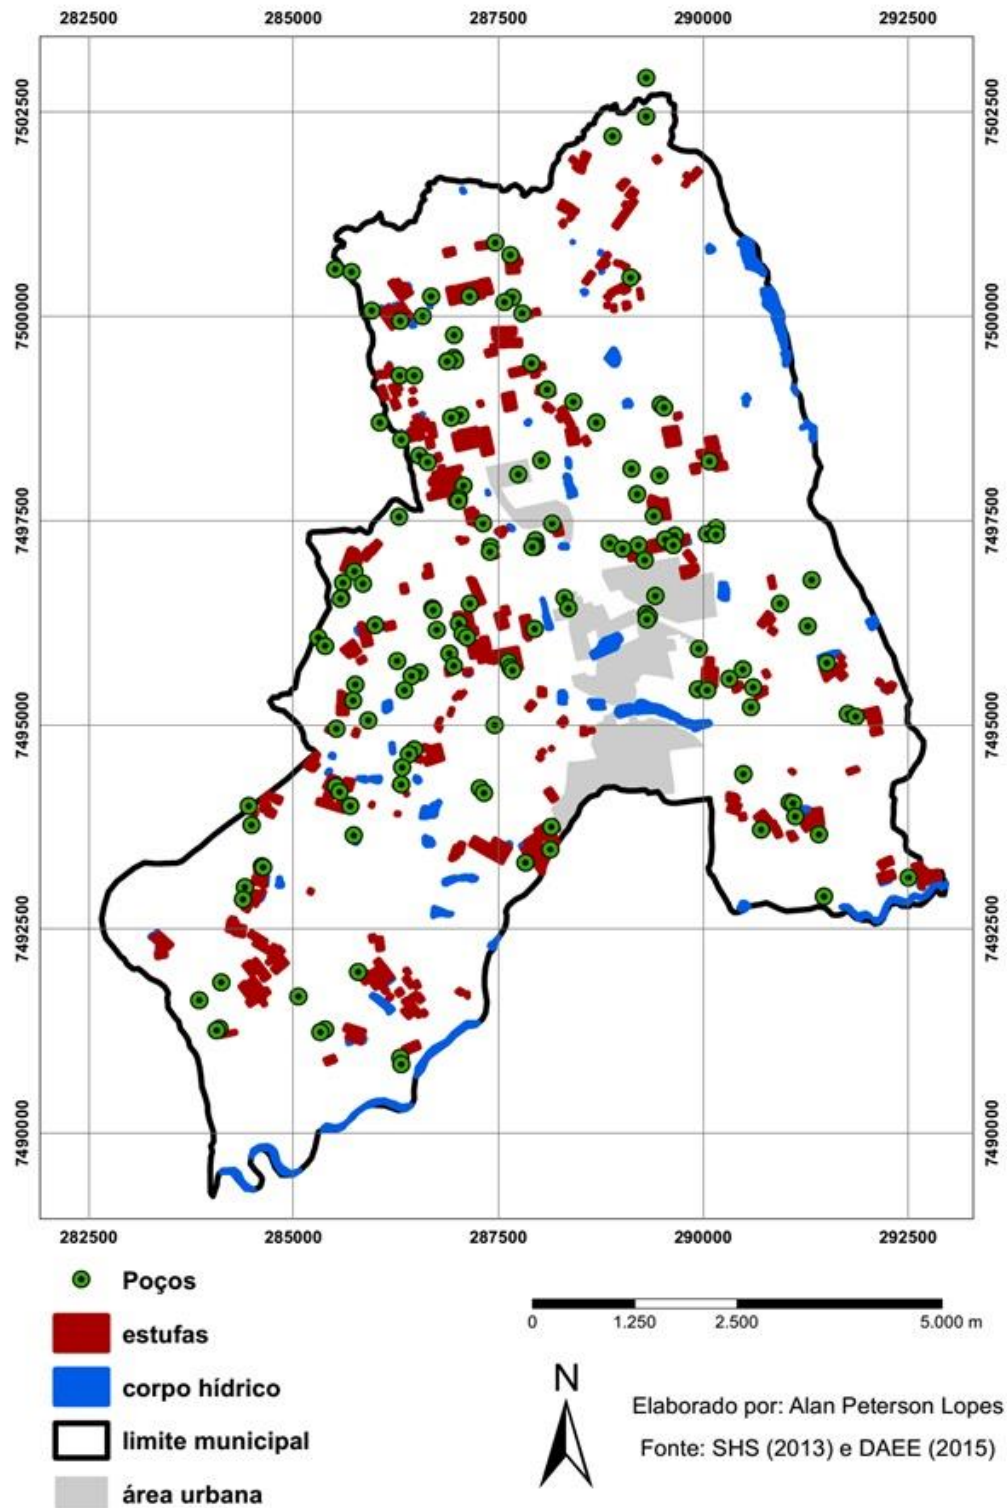 282500 285000 287500 290000 292500
7502500 7502500
7500000 7500000
7497500 7497500
7495000 7495000
7492500 7492500
7490000 7490000
282500 285000 287500 290000 292500
Poços
estufas
corpo hídrico
limite municipal
área urbana
0 1.250 2.500 5.000 m
N
Elaborado por: Alan Peterson Lopes
Fonte: SHS (2013) e DAEE (2015)